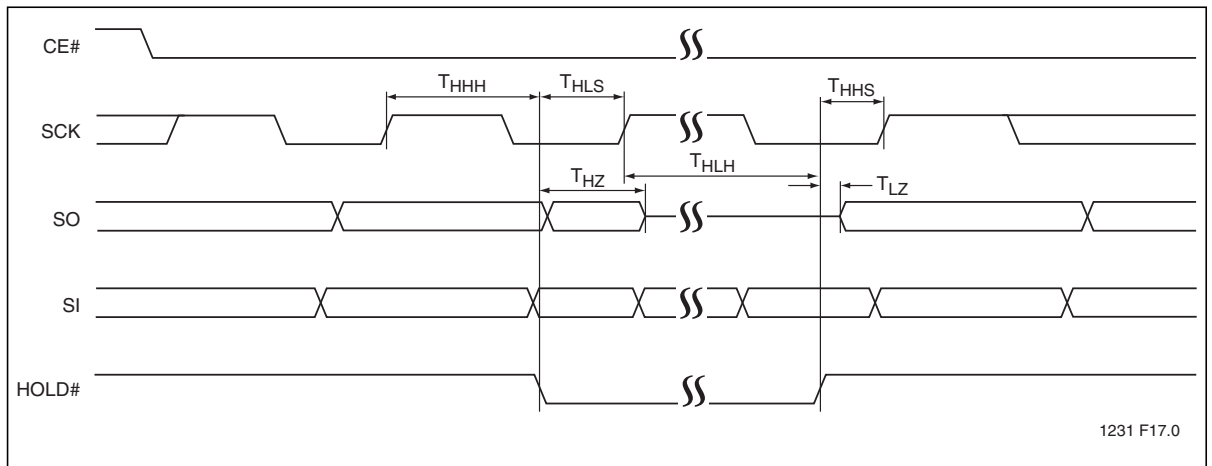 CE#
THHH
THLS
THHS
SCK
THLH
THZ
TLZ
SO
SI
HOLD#
1231 F17.0